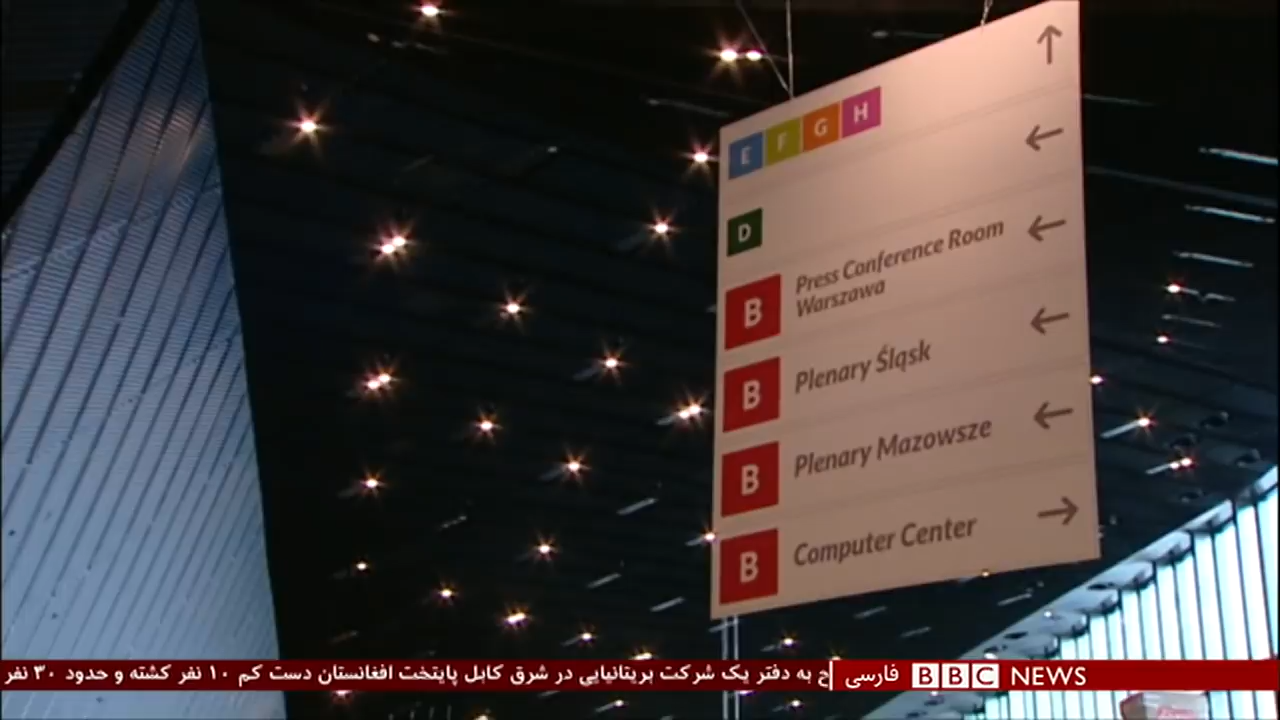 E F G H
D
B Press Conference Room
Warszawa
B Plenary Śląsk
B Plenary Mazowsze
B Computer Center
به دفتر یک شرکت بریتانیایی در شرق کابل پایتخت افغانستان دست کم ۱۰ نفر کشته و حدود ۳۰ نفر
BBC NEWS فارسی